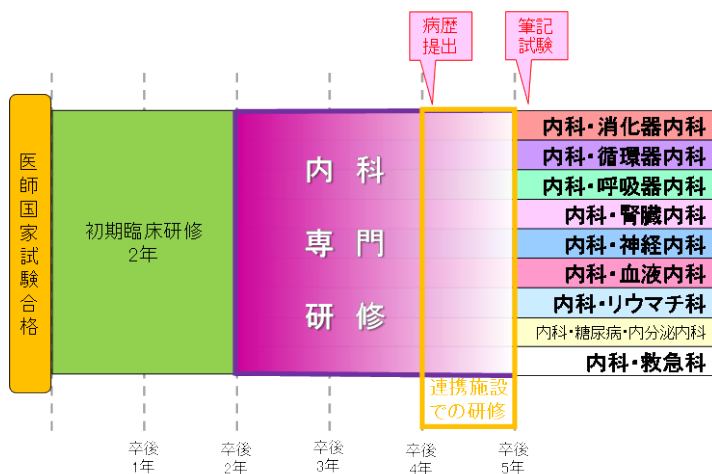 病歴
提出
筆記
試験
医師国家試験合格
初期臨床研修
2年
内 科
専 門
研 修
内科・消化器内科
内科・循環器内科
内科・呼吸器内科
内科・腎臓内科
内科・神経内科
内科・血液内科
内科・リウマチ科
内科・糖尿病・内分泌内科
内科・救急科
連携施設
での研修
卒後
1年
卒後
2年
卒後
3年
卒後
4年
卒後
5年